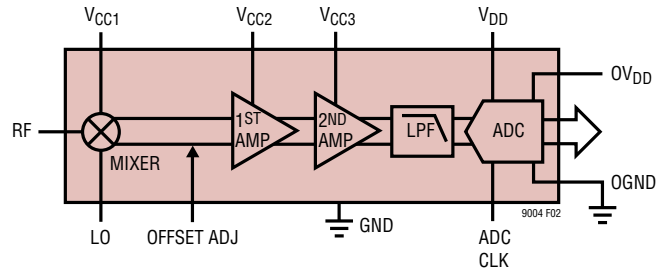 VCC1
VCC2
VCC3
VDD
OVDD
RF
MIXER
1ST
AMP
2ND
AMP
LPF
ADC
OGND
9004 F02
LO
OFFSET ADJ
GND
ADC
CLK